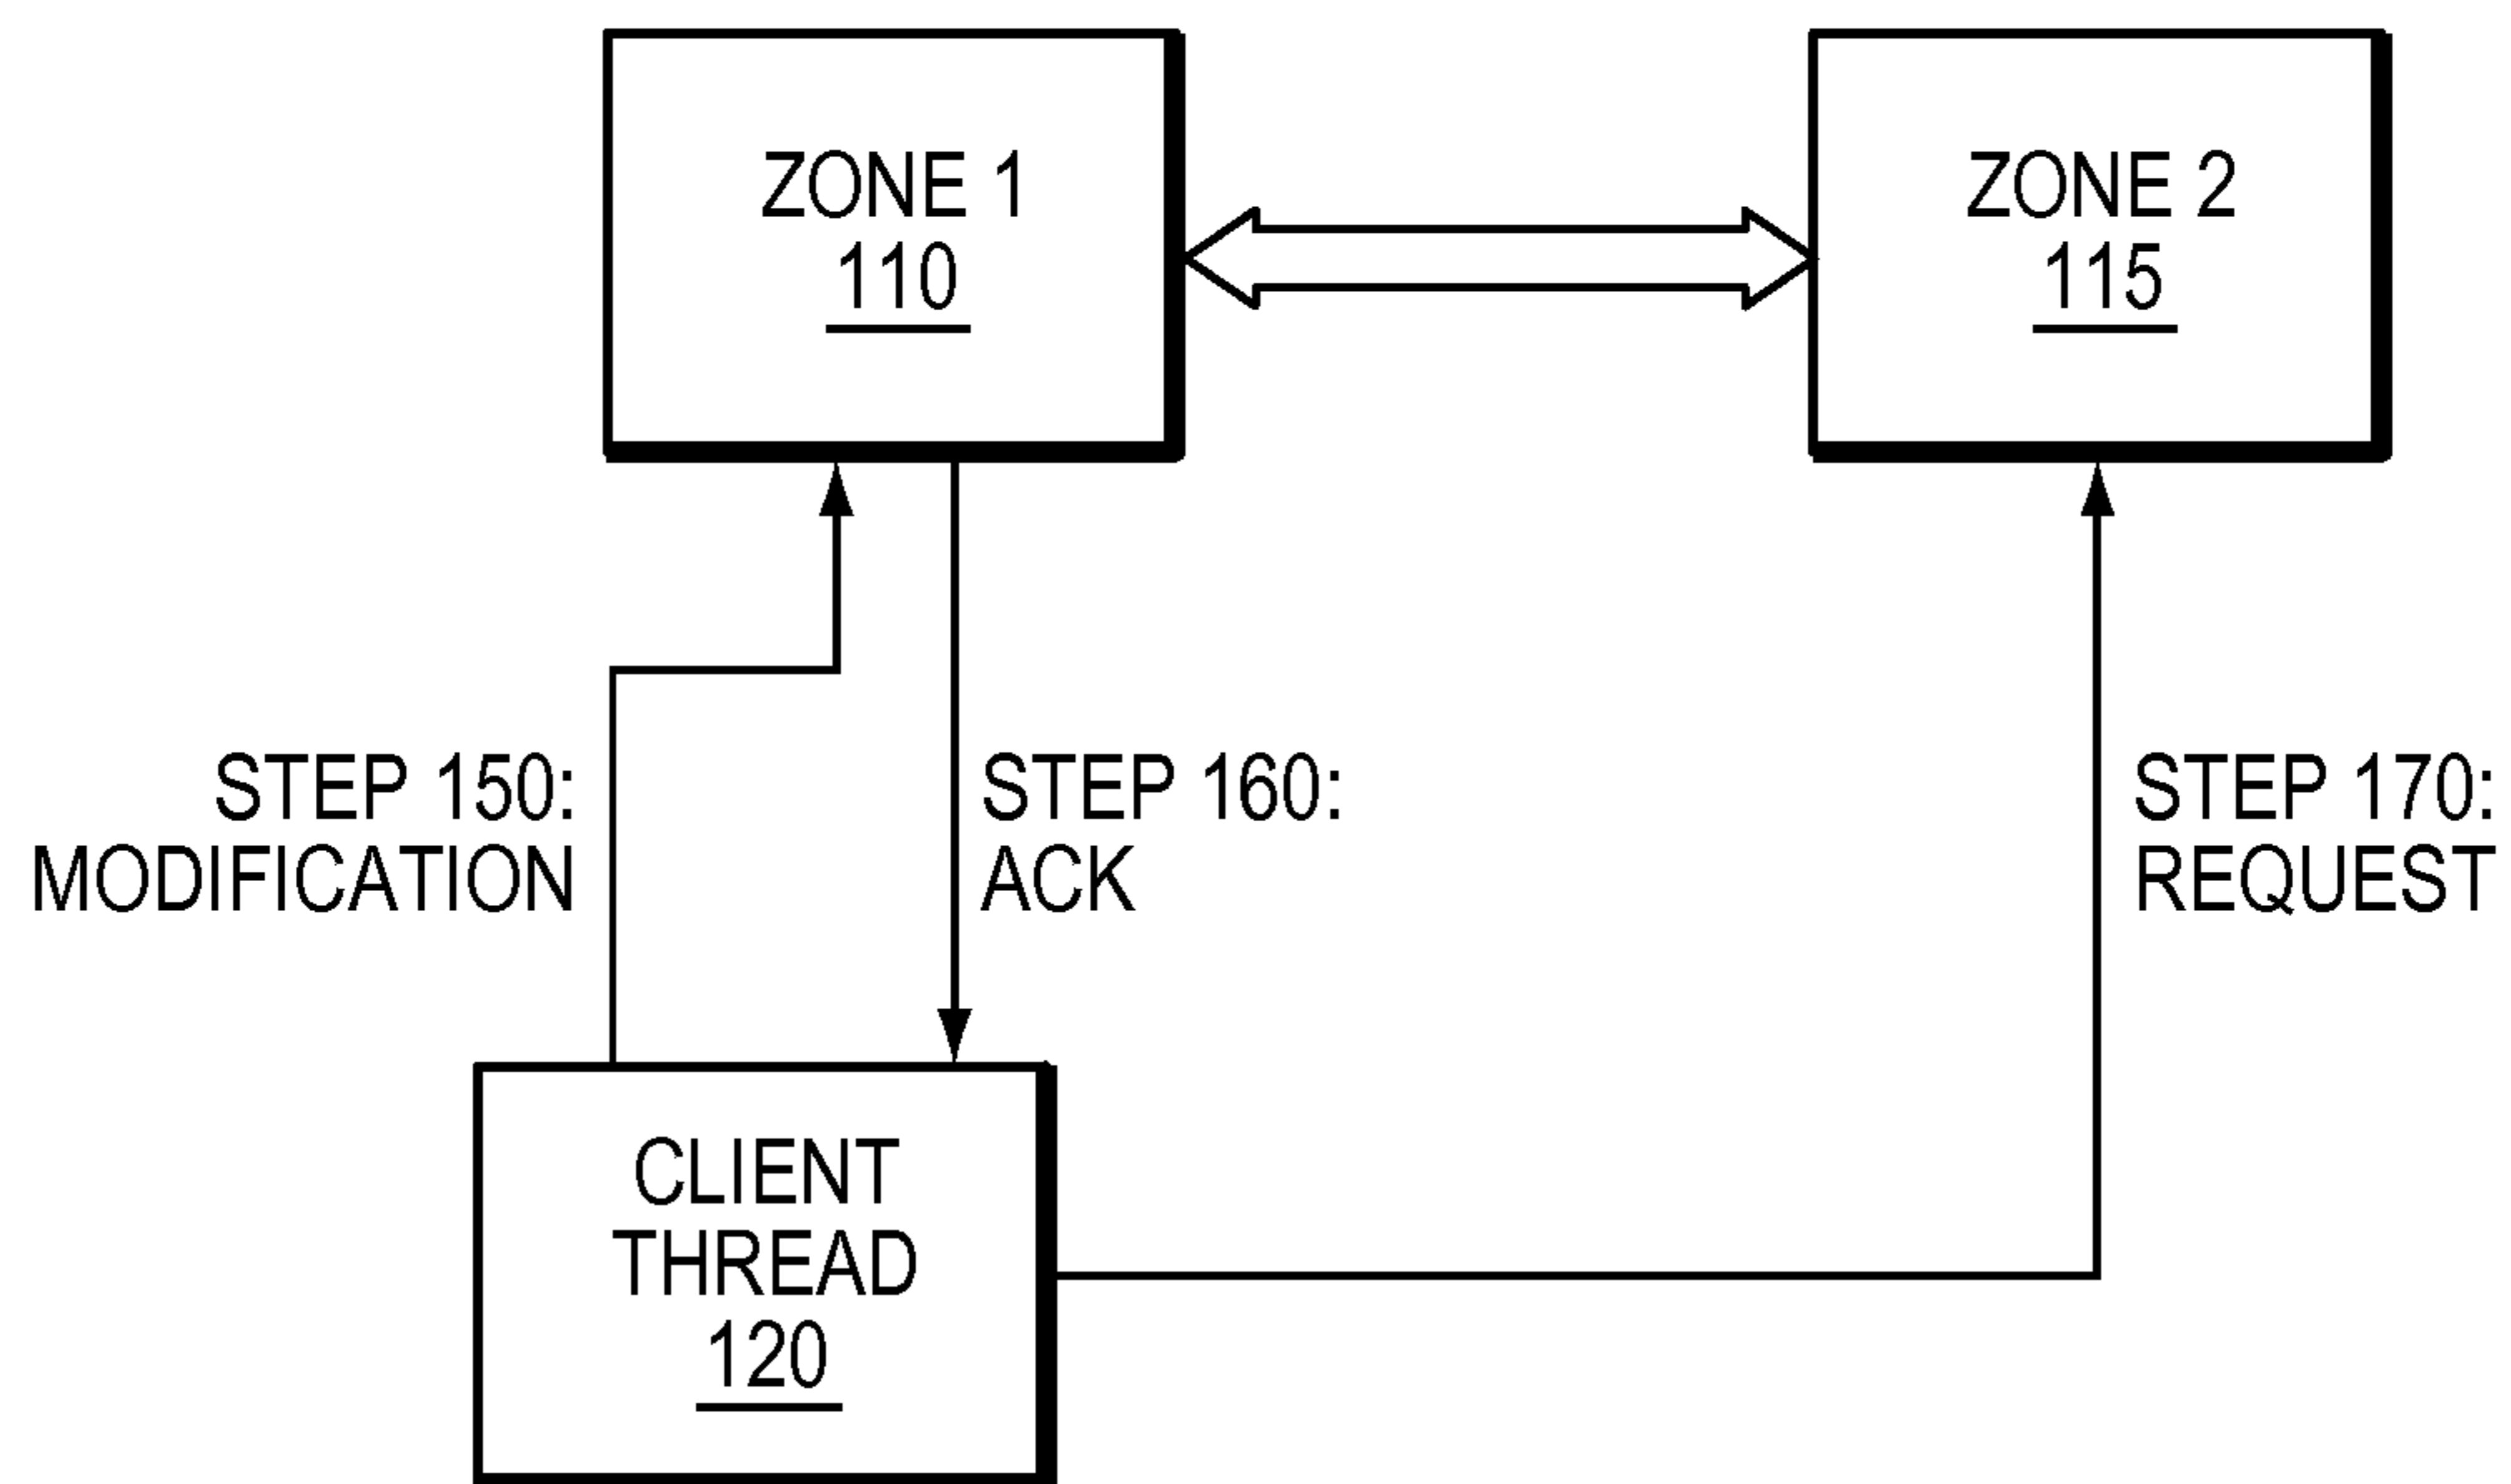 ZONE 1
110
ZONE 2
115
STEP 150:
MODIFICATION
STEP 160:
ACK
STEP 170:
REQUEST
CLIENT
THREAD
120